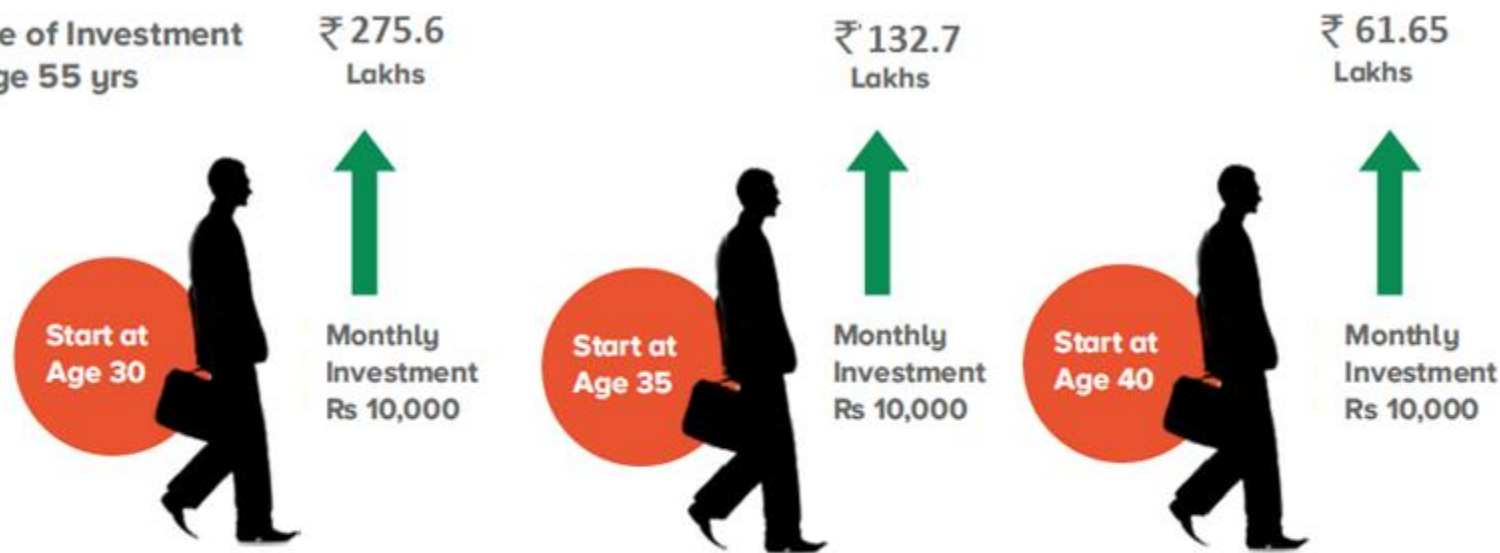 e of Investment
ge 55 yrs
₹ 275.6
Lakhs
₹ 132.7
Lakhs
₹ 61.65
Lakhs
Start at
Age 30
Monthly
Investment
Rs 10,000
Start at
Age 35
Monthly
Investment
Rs 10,000
Start at
Age 40
Monthly
Investment
Rs 10,000